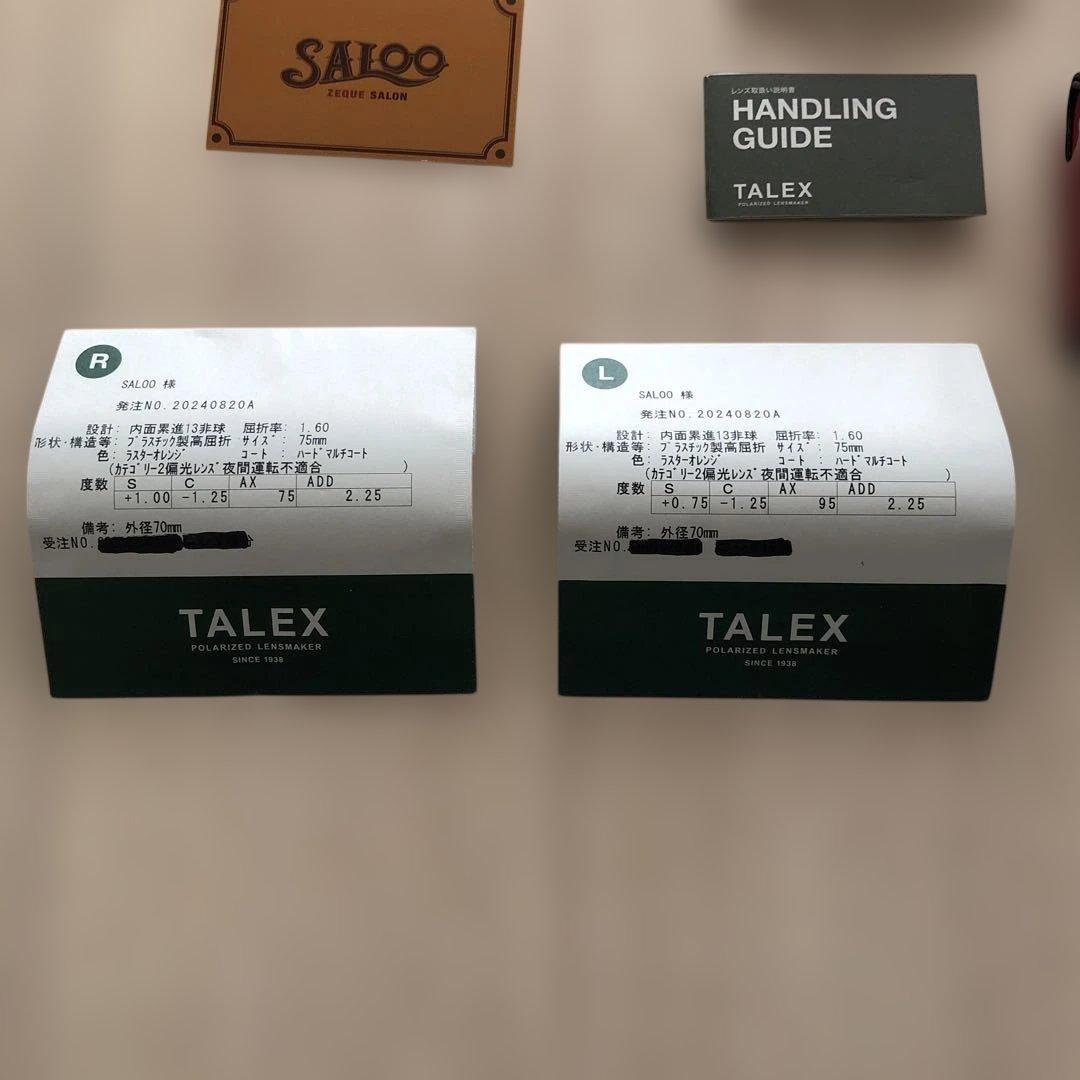 SALOO
ZEQUE SALON
レンズ取扱い説明書
HANDLING
GUIDE
TALEX
POLARIZED LENSMAKER
R
SALOO 様
発注NO.20240820A
設計: 内面累進13非球 屈折率: 1.60
形状・構造等: プラスチック製高屈折 サイズ: 75mm
色: ラスターオレンジ コート: ハードマルチコート
(カテゴリー2偏光レンズ夜間運転不適合)
度数 S C AX ADD
+1.00 -1.25 75 2.25
備考: 外径70mm
受注NO.
TALEX
POLARIZED LENSMAKER
SINCE 1938
L
SALOO 様
発注NO.20240820A
設計: 内面累進13非球 屈折率: 1.60
形状・構造等: プラスチック製高屈折 サイズ: 75mm
色: ラスターオレンジ コート: ハードマルチコート
(カテゴリー2偏光レンズ夜間運転不適合)
度数 S C AX ADD
+0.75 -1.25 95 2.25
備考: 外径70mm
受注NO.
TALEX
POLARIZED LENSMAKER
SINCE 1938